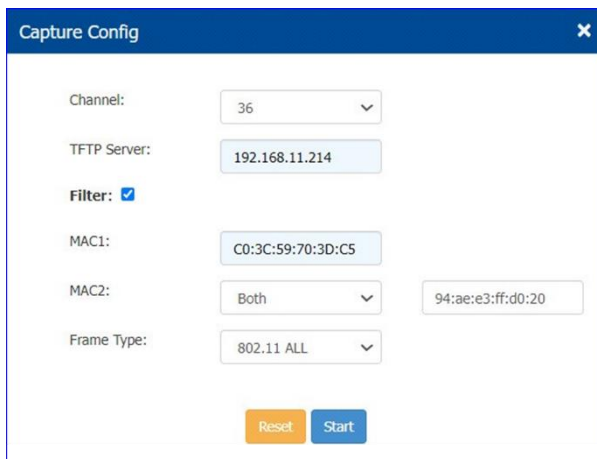 Capture Config
Channel: 36
TFTP Server: 192.168.11.214
Filter:
MAC1: C0:3C:59:70:3D:C5
MAC2: Both 94:ae:e3:ff:d0:20
Frame Type: 802.11 ALL
Reset Start